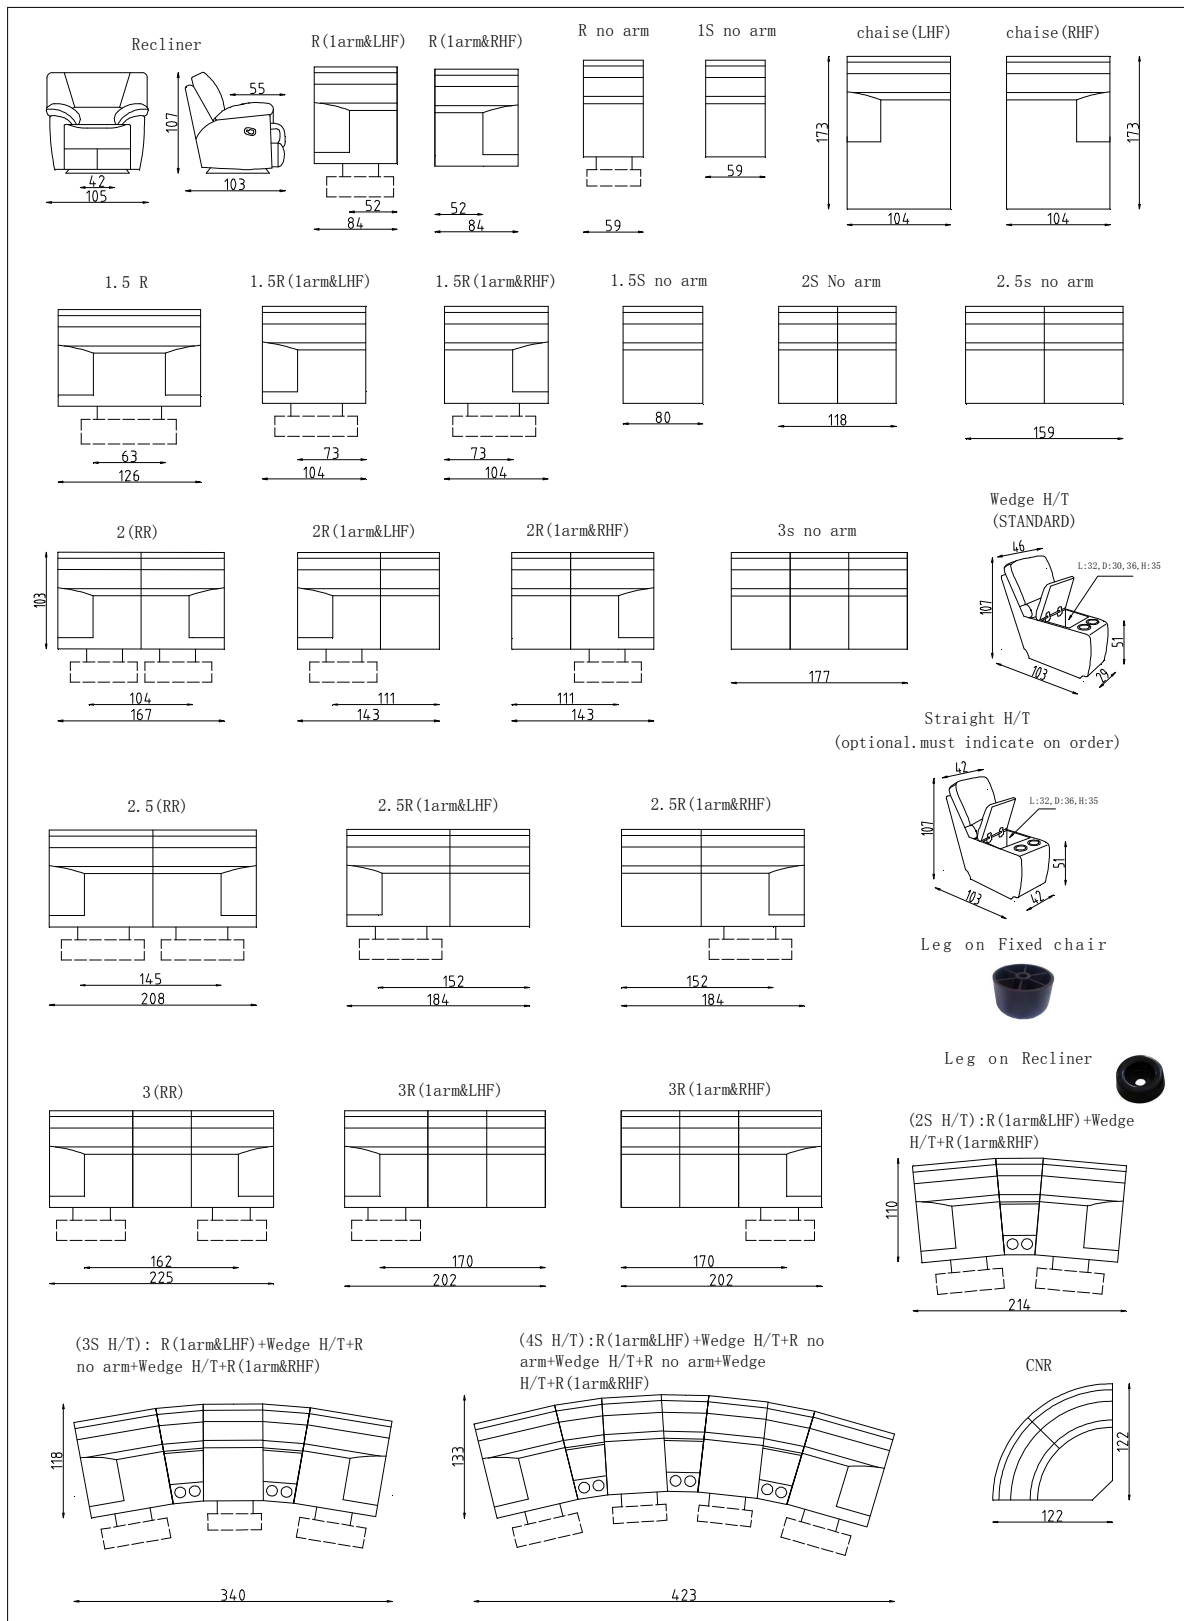 Recliner
R(1arm&LHF)
R(1arm&RHF)
R no arm
1S no arm
chaise(LHF)
chaise(RHF)
107
55
42
105
103
52
84
52
84
59
59
173
104
173
104
1.5 R
1.5R(1arm&LHF)
1.5R(1arm&RHF)
1.5S no arm
2S No arm
2.5s no arm
63
126
73
104
73
104
80
118
159
2(RR)
2R(1arm&LHF)
2R(1arm&RHF)
3s no arm
Wedge H/T
(STANDARD)
103
104
167
111
143
111
143
177
46
L:32,D:30,36,H:35
107
51
103
29
Straight H/T
(optional.must indicate on order)
42
L:32,D:36,H:35
107
51
103
42
2.5(RR)
2.5R(1arm&LHF)
2.5R(1arm&RHF)
145
208
152
184
152
184
Leg on Fixed chair
Leg on Recliner
3(RR)
3R(1arm&LHF)
3R(1arm&RHF)
162
225
170
202
170
202
(2S H/T):R(1arm&LHF)+Wedge
H/T+R(1arm&RHF)
110
214
(3S H/T): R(1arm&LHF)+Wedge H/T+R
no arm+Wedge H/T+R(1arm&RHF)
118
340
(4S H/T):R(1arm&LHF)+Wedge H/T+R no
arm+Wedge H/T+R no arm+Wedge
H/T+R(1arm&RHF)
133
423
CNR
122
122